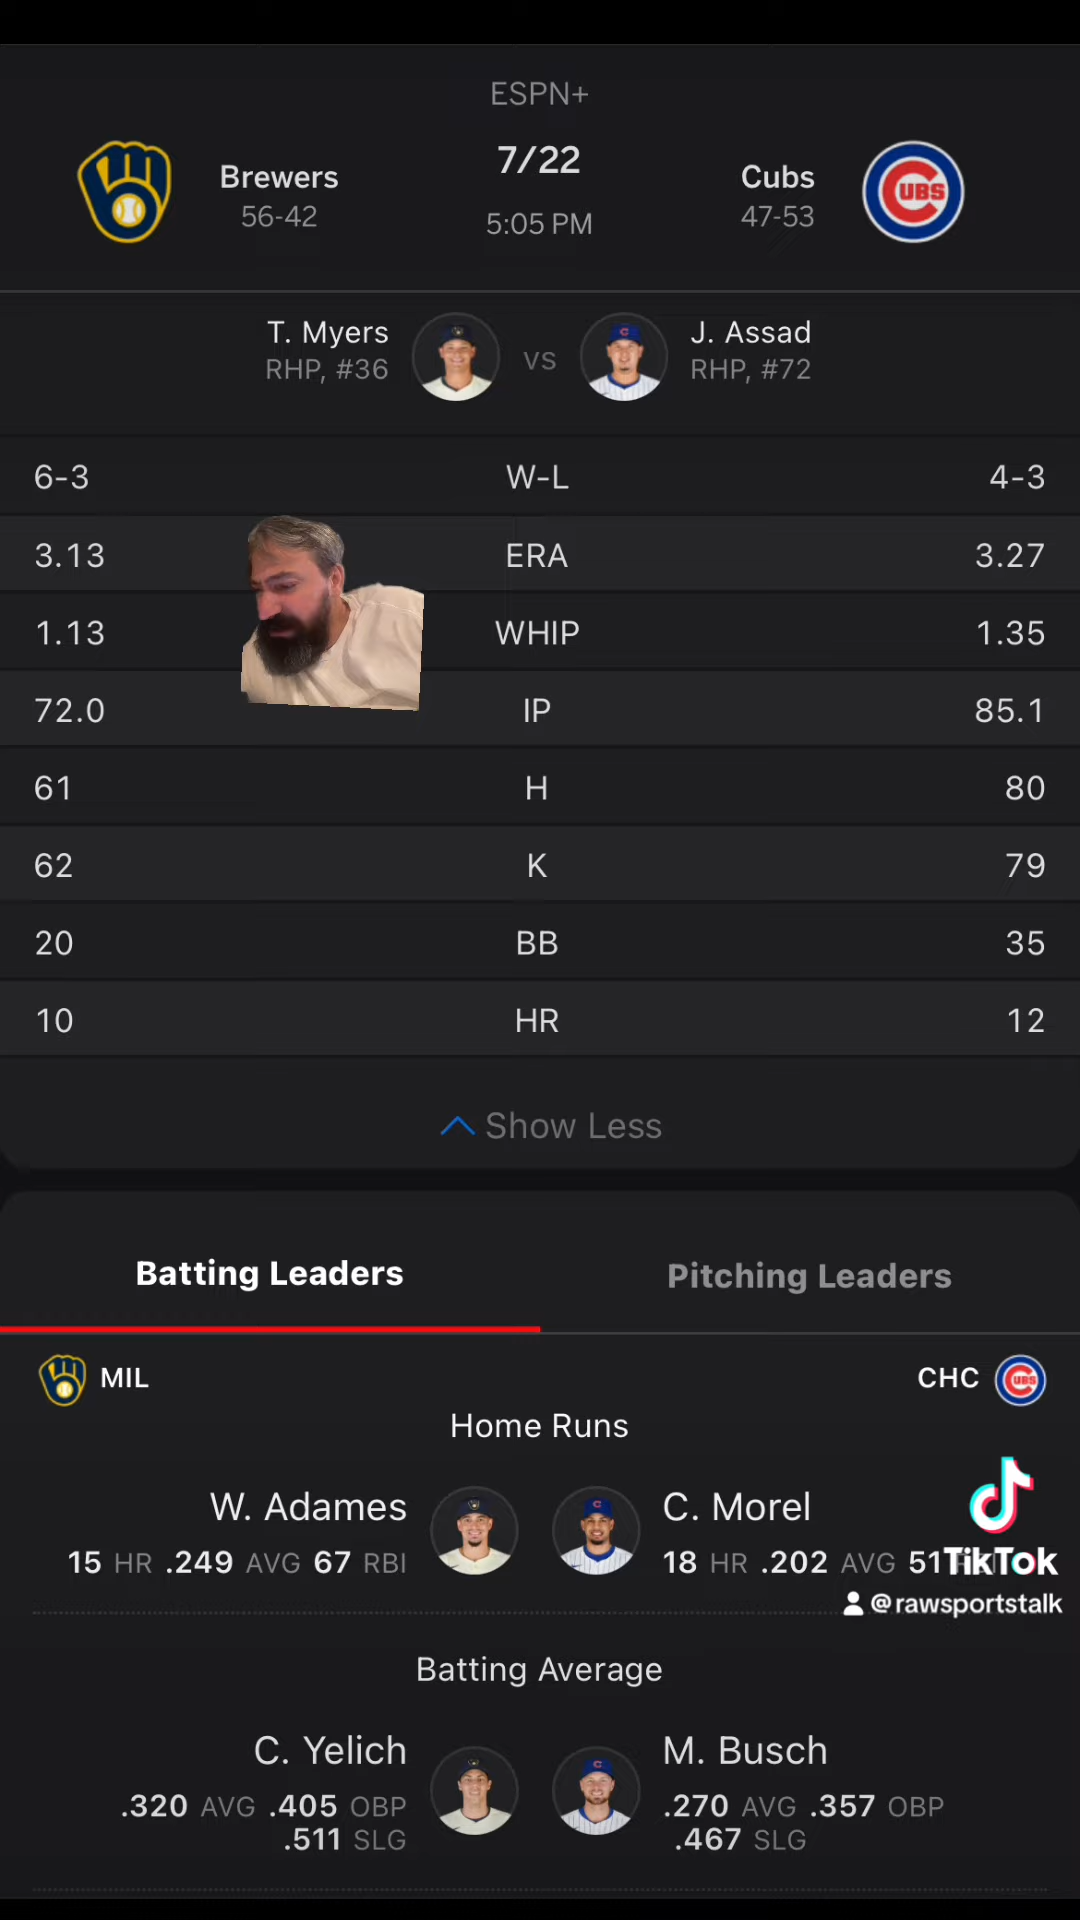 ESPN+
Brewers 7/22 Cubs
56-42 5:05 PM 47-53
T. Myers vs J. Assad
RHP, #36 RHP, #72
6-3 W-L 4-3
3.13 ERA 3.27
1.13 WHIP 1.35
72.0 IP 85.1
61 H 80
62 K 79
20 BB 35
10 HR 12
Show Less
Batting Leaders Pitching Leaders
MIL CHC
Home Runs
W. Adames C. Morel
15 HR .249 AVG 67 RBI 18 HR .202 AVG 51
TikTok
@rawsportstalk
Batting Average
C. Yelich M. Busch
.320 AVG .405 OBP .270 AVG .357 OBP
.511 SLG .467 SLG